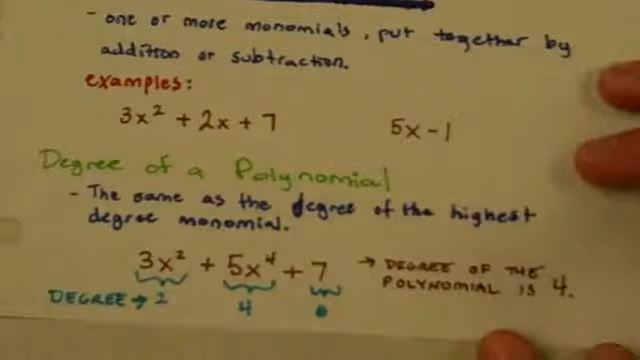 - one or more monomials, put together by
addition or subtraction.
examples:
3x² + 2x + 7 5x - 1
Degree of a Polynomial
- The same as the degree of the highest
degree monomial.
3x² + 5x⁴ + 7 → DEGREE OF THE
POLYNOMIAL IS 4.
DEGREE → 2 4 0